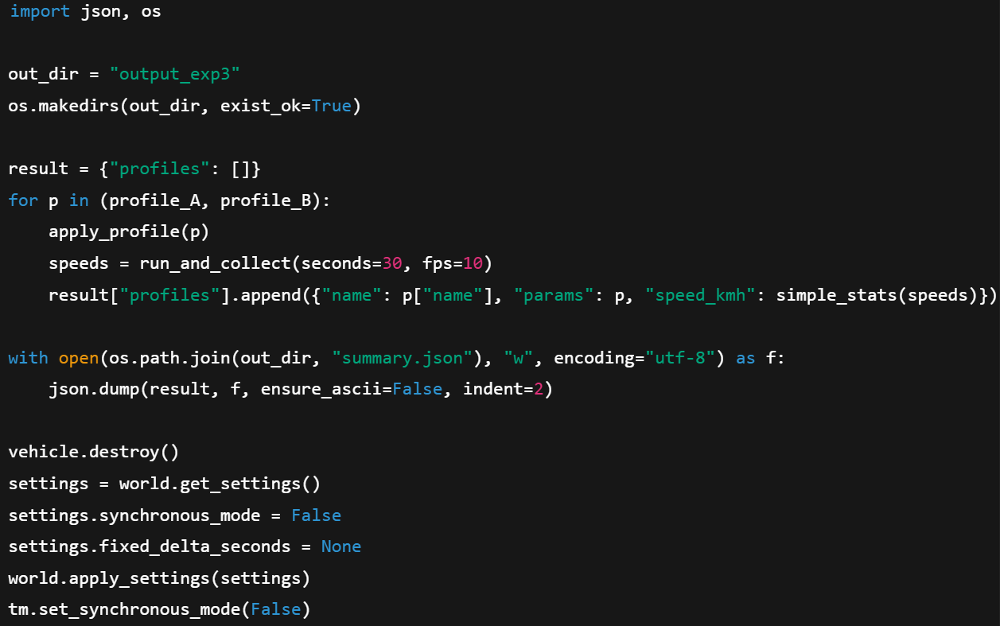 import json, os
out_dir = "output_exp3"
os.makedirs(out_dir, exist_ok=True)
result = {"profiles": []}
for p in (profile_A, profile_B):
    apply_profile(p)
    speeds = run_and_collect(seconds=30, fps=10)
    result["profiles"].append({"name": p["name"], "params": p, "speed_kmh": simple_stats(speeds)})
with open(os.path.join(out_dir, "summary.json"), "w", encoding="utf-8") as f:
    json.dump(result, f, ensure_ascii=False, indent=2)
vehicle.destroy()
settings = world.get_settings()
settings.synchronous_mode = False
settings.fixed_delta_seconds = None
world.apply_settings(settings)
tm.set_synchronous_mode(False)